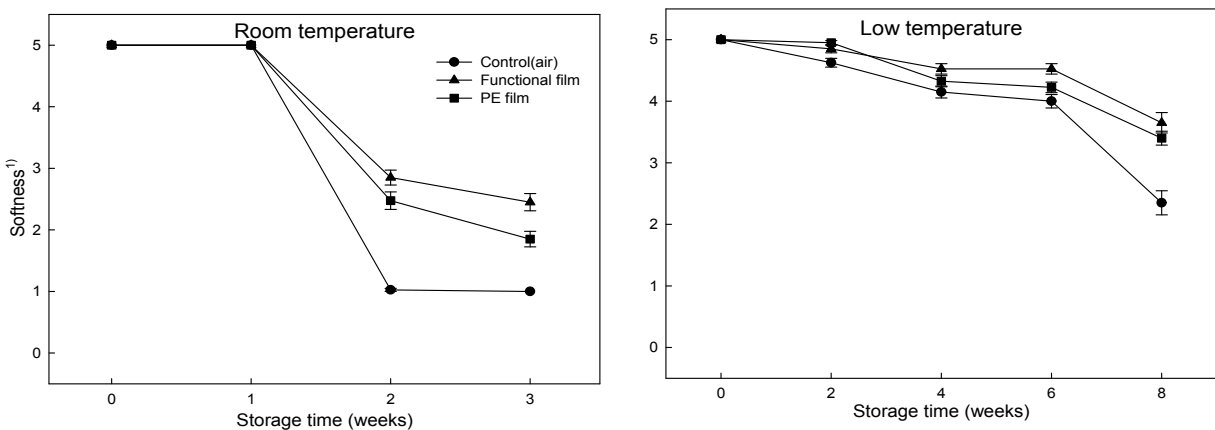 Room temperature
Control(air)
Functional film
PE film
Softness1)
5
4
3
2
1
0
0 1 2 3
Storage time (weeks)
Low temperature
5
4
3
2
1
0
0 2 4 6 8
Storage time (weeks)